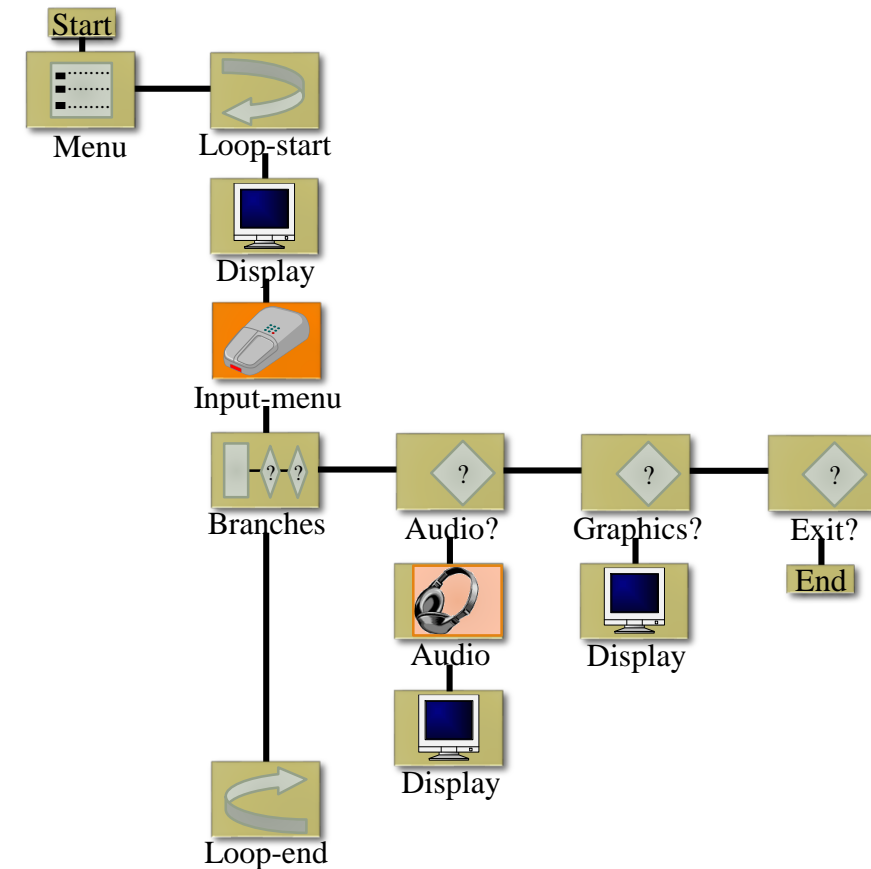 Start
Menu
Loop-start
Display
Input-menu
? ?
Branches
?
Audio?
?
Graphics?
?
Exit?
Audio
Display
Display
End
Loop-end